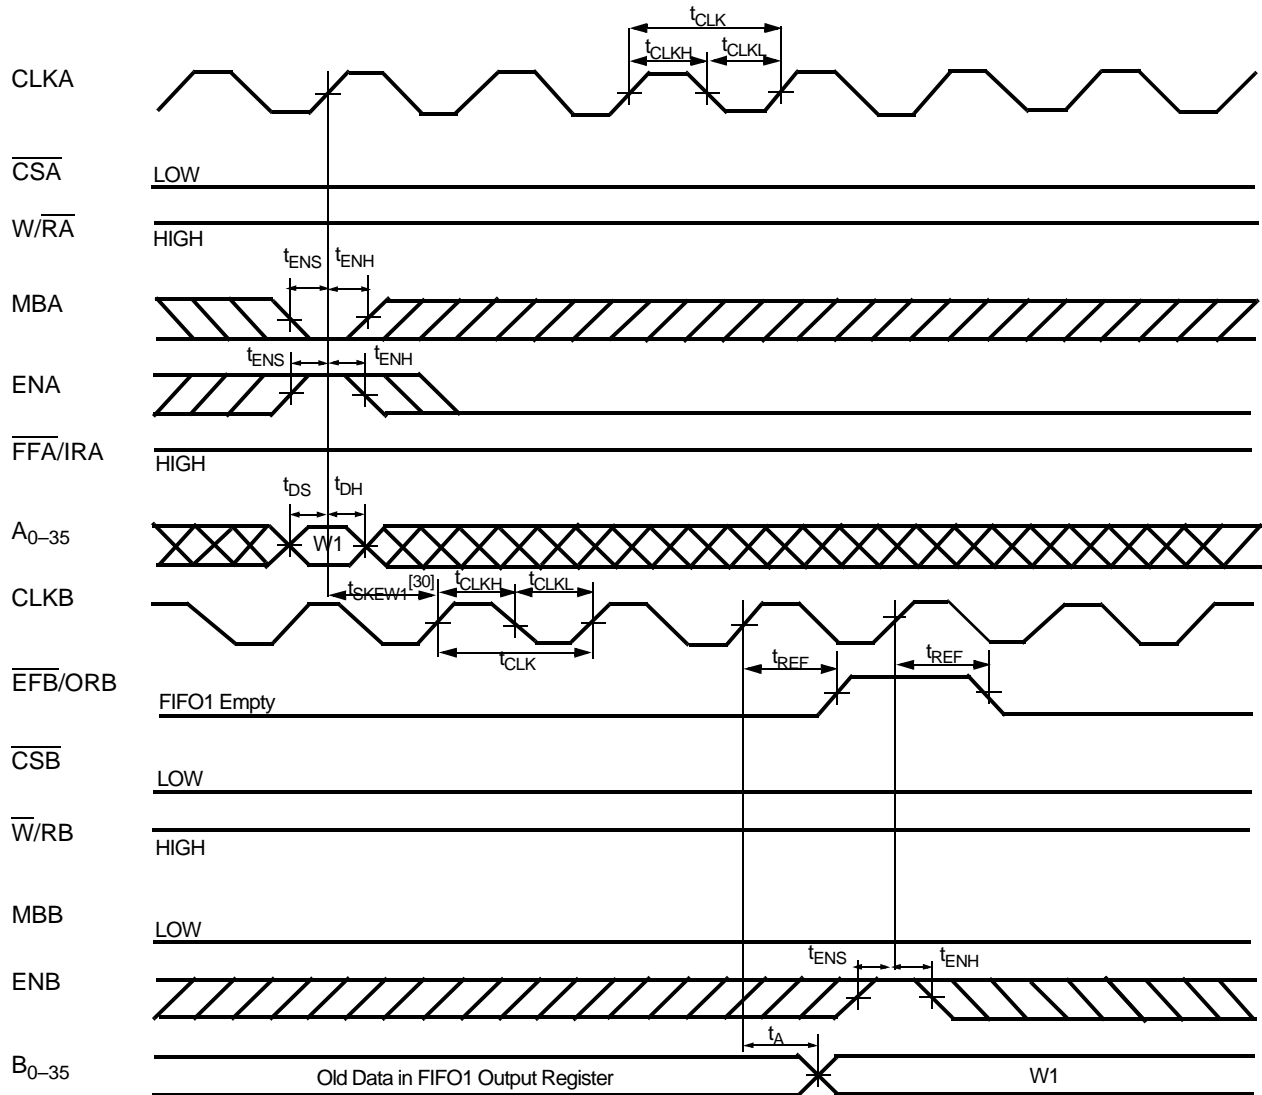 tCLK
tCLKH tCLKL
CLKA
CSA
LOW
W/RA
HIGH
tENS tENH
MBA
tENS tENH
ENA
FFA/IRA
HIGH
tDS tDH
A0–35
W1
tSKEW1[30] tCLKH tCLKL
CLKB
tCLK
tREF tREF
EFB/ORB
FIFO1 Empty
CSB
LOW
W/RB
HIGH
MBB
LOW
tENS tENH
ENB
tA
B0–35
Old Data in FIFO1 Output Register W1